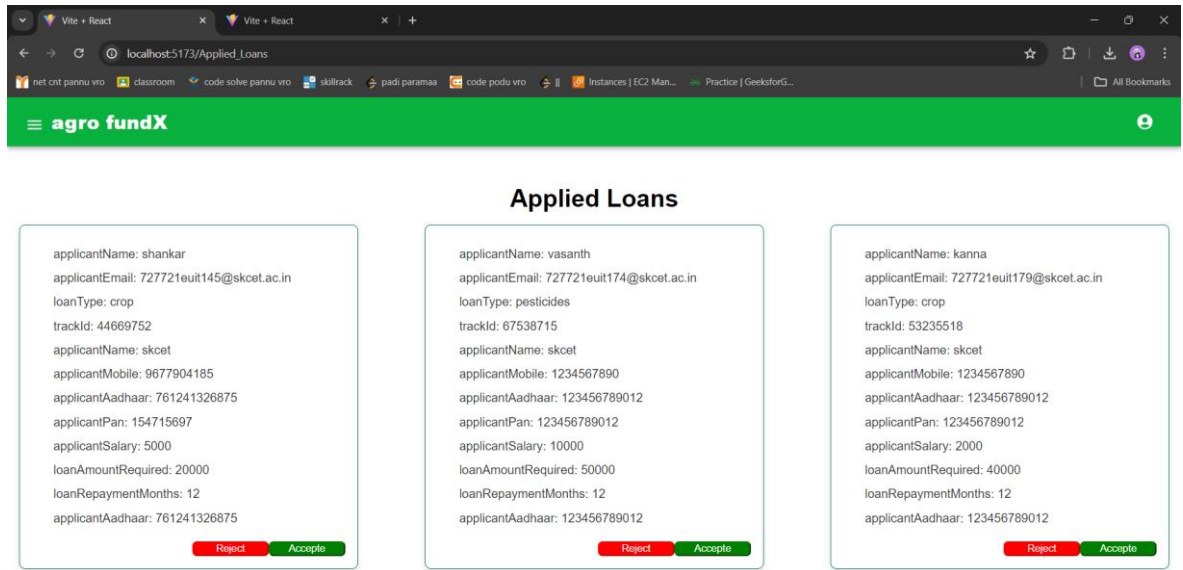 Vite + React
Vite + React
localhost:5173/Applied_Loans
net cnt pannu vro classroom code solve pannu vro skillrack padi paramaa code podu vro || Instances | EC2 Man... Practice | GeeksforG... All Bookmarks
agro fundX
Applied Loans
applicantName: shankar
applicantEmail: 727721euit145@skcet.ac.in
loanType: crop
trackId: 44669752
applicantName: skcet
applicantMobile: 9677904185
applicantAadhaar: 761241326875
applicantPan: 154715697
applicantSalary: 5000
loanAmountRequired: 20000
loanRepaymentMonths: 12
applicantAadhaar: 761241326875
Reject Accepte
applicantName: vasanth
applicantEmail: 727721euit174@skcet.ac.in
loanType: pesticides
trackId: 67538715
applicantName: skcet
applicantMobile: 1234567890
applicantAadhaar: 123456789012
applicantPan: 123456789012
applicantSalary: 10000
loanAmountRequired: 50000
loanRepaymentMonths: 12
applicantAadhaar: 123456789012
Reject Accepte
applicantName: kanna
applicantEmail: 727721euit179@skcet.ac.in
loanType: crop
trackId: 53235518
applicantName: skcet
applicantMobile: 1234567890
applicantAadhaar: 123456789012
applicantPan: 123456789012
applicantSalary: 2000
loanAmountRequired: 40000
loanRepaymentMonths: 12
applicantAadhaar: 123456789012
Reject Accepte